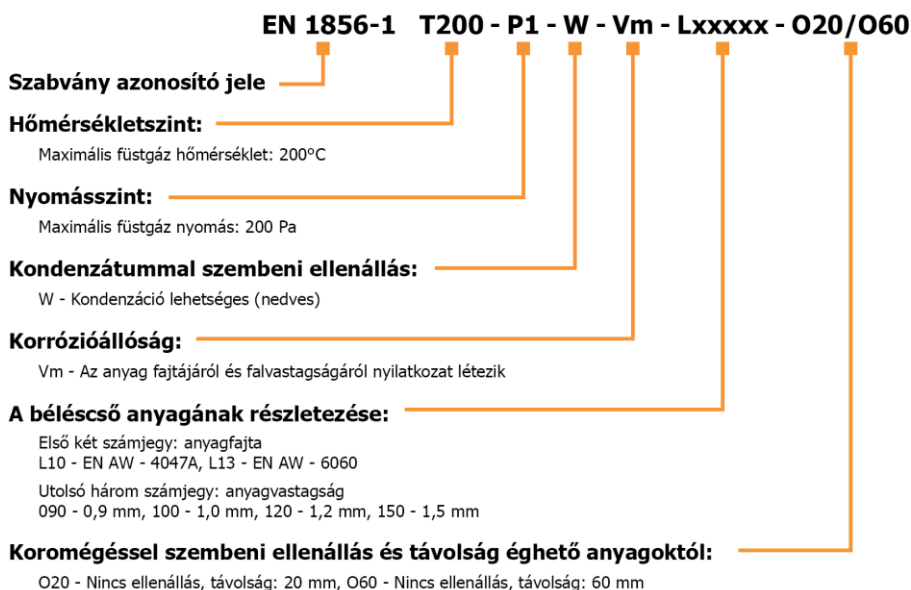 EN 1856-1 T200 - P1 - W - Vm - Lxxxxx - O20/O60
Szabvány azonosító jele
Hőmérsékletszint:
Maximális füstgáz hőmérséklet: 200°C
Nyomásszint:
Maximális füstgáz nyomás: 200 Pa
Kondenzátummal szembeni ellenállás:
W - Kondenzáció lehetséges (nedves)
Korrózióállóság:
Vm - Az anyag fajtájáról és falvastagságáról nyilatkozat létezik
A béléscső anyagának részletezése:
Első két számjegy: anyagfajta
L10 - EN AW - 4047A, L13 - EN AW - 6060
Utolsó három számjegy: anyagvastagság
090 - 0,9 mm, 100 - 1,0 mm, 120 - 1,2 mm, 150 - 1,5 mm
Koromégéssel szembeni ellenállás és távolság éghető anyagoktól:
O20 - Nincs ellenállás, távolság: 20 mm, O60 - Nincs ellenállás, távolság: 60 mm